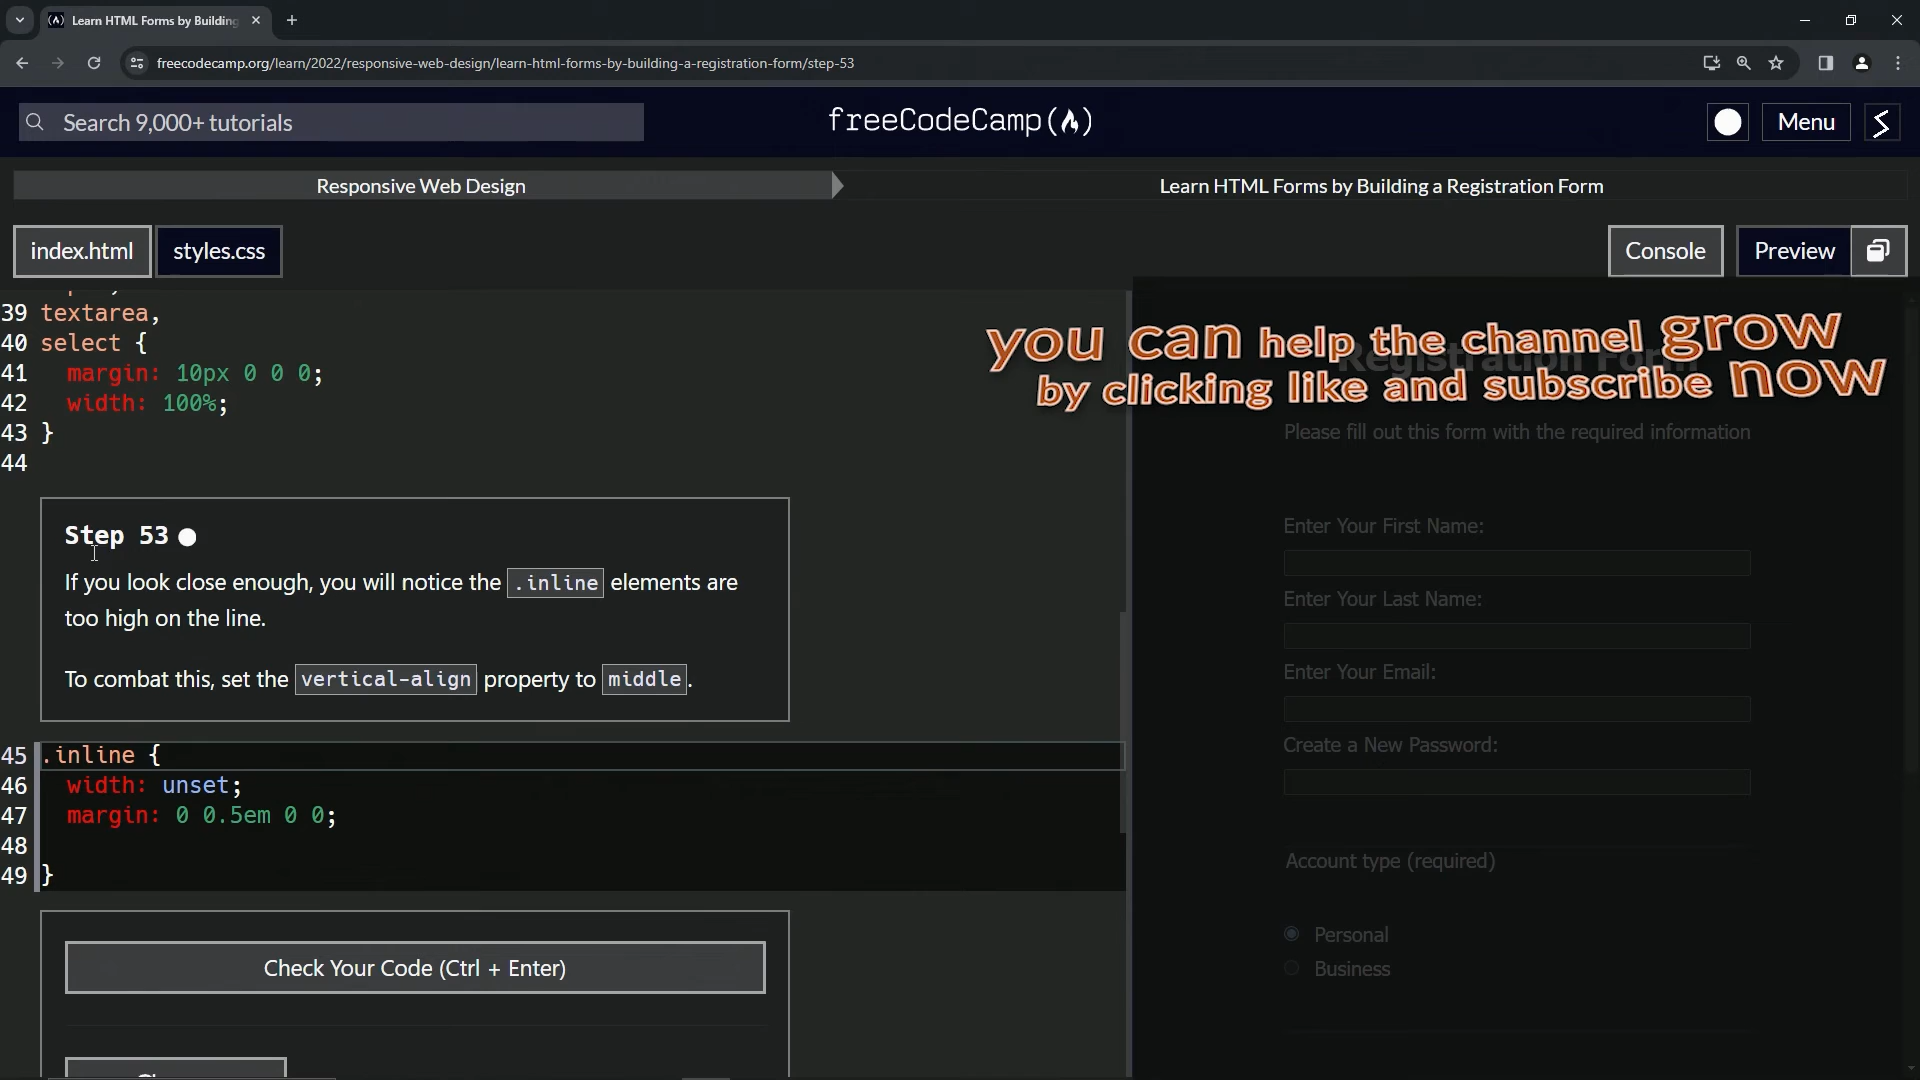 Learn HTML Forms by Building
freecodecamp.org/learn/2022/responsive-web-design/learn-html-forms-by-building-a-registration-form/step-53
Search 9,000+ tutorials
freeCodeCamp
Menu
Responsive Web Design
Learn HTML Forms by Building a Registration Form
index.html
styles.css
Console
Preview
39 textarea,
40 select {
41 margin: 10px 0 0 0;
42 width: 100%;
43 }
44
Step 53
If you look close enough, you will notice the .inline elements are
too high on the line.
To combat this, set the vertical-align property to middle.
45 .inline {
46 width: unset;
47 margin: 0 0.5em 0 0;
48
49 }
Check Your Code (Ctrl + Enter)
you can help the channel grow
by clicking like and subscribe now
Registration Form
Please fill out this form with the required information
Enter Your First Name:
Enter Your Last Name:
Enter Your Email:
Create a New Password:
Account type (required)
Personal
Business